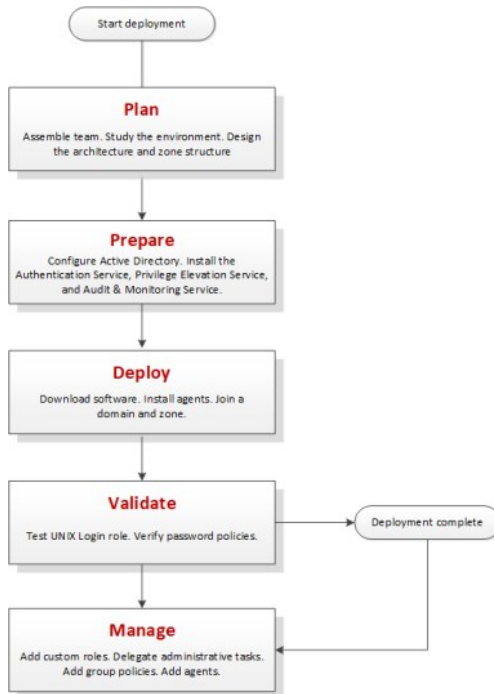 Start deployment
Plan
Assemble team. Study the environment. Design
the architecture and zone structure
Prepare
Configure Active Directory. Install the
Authentication Service, Privilege Elevation Service,
and Audit & Monitoring Service.
Deploy
Download software. Install agents. Join a
domain and zone.
Validate
Test UNIX Login role. Verify password policies.
Deployment complete
Manage
Add custom roles. Delegate administrative tasks.
Add group policies. Add agents.